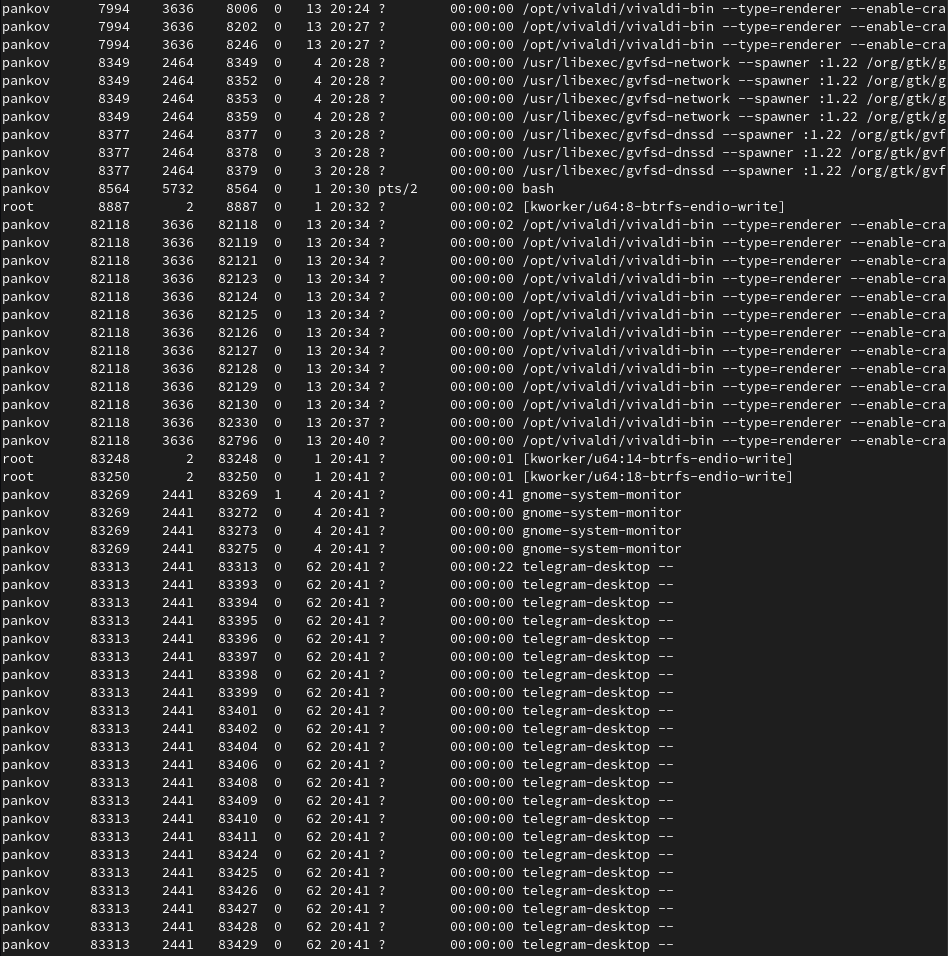 pankov 7994 3636 8006 0 13 20:24 ? 00:00:00 /opt/vivaldi/vivaldi-bin --type=renderer --enable-cra
pankov 7994 3636 8202 0 13 20:27 ? 00:00:00 /opt/vivaldi/vivaldi-bin --type=renderer --enable-cra
pankov 7994 3636 8246 0 13 20:27 ? 00:00:00 /opt/vivaldi/vivaldi-bin --type=renderer --enable-cra
pankov 8349 2464 8349 0 4 20:28 ? 00:00:00 /usr/libexec/gvfsd-network --spawner :1.22 /org/gtk/g
pankov 8349 2464 8352 0 4 20:28 ? 00:00:00 /usr/libexec/gvfsd-network --spawner :1.22 /org/gtk/g
pankov 8349 2464 8353 0 4 20:28 ? 00:00:00 /usr/libexec/gvfsd-network --spawner :1.22 /org/gtk/g
pankov 8349 2464 8359 0 4 20:28 ? 00:00:00 /usr/libexec/gvfsd-network --spawner :1.22 /org/gtk/g
pankov 8377 2464 8377 0 3 20:28 ? 00:00:00 /usr/libexec/gvfsd-dnssd --spawner :1.22 /org/gtk/gvf
pankov 8377 2464 8378 0 3 20:28 ? 00:00:00 /usr/libexec/gvfsd-dnssd --spawner :1.22 /org/gtk/gvf
pankov 8377 2464 8379 0 3 20:28 ? 00:00:00 /usr/libexec/gvfsd-dnssd --spawner :1.22 /org/gtk/gvf
pankov 8564 5732 8564 0 1 20:30 pts/2 00:00:00 bash
root 8887 2 8887 0 1 20:32 ? 00:00:02 [kworker/u64:8-btrfs-endio-write]
pankov 82118 3636 82118 0 13 20:34 ? 00:00:02 /opt/vivaldi/vivaldi-bin --type=renderer --enable-cra
pankov 82118 3636 82119 0 13 20:34 ? 00:00:00 /opt/vivaldi/vivaldi-bin --type=renderer --enable-cra
pankov 82118 3636 82121 0 13 20:34 ? 00:00:00 /opt/vivaldi/vivaldi-bin --type=renderer --enable-cra
pankov 82118 3636 82123 0 13 20:34 ? 00:00:00 /opt/vivaldi/vivaldi-bin --type=renderer --enable-cra
pankov 82118 3636 82124 0 13 20:34 ? 00:00:00 /opt/vivaldi/vivaldi-bin --type=renderer --enable-cra
pankov 82118 3636 82125 0 13 20:34 ? 00:00:00 /opt/vivaldi/vivaldi-bin --type=renderer --enable-cra
pankov 82118 3636 82126 0 13 20:34 ? 00:00:00 /opt/vivaldi/vivaldi-bin --type=renderer --enable-cra
pankov 82118 3636 82127 0 13 20:34 ? 00:00:00 /opt/vivaldi/vivaldi-bin --type=renderer --enable-cra
pankov 82118 3636 82128 0 13 20:34 ? 00:00:00 /opt/vivaldi/vivaldi-bin --type=renderer --enable-cra
pankov 82118 3636 82129 0 13 20:34 ? 00:00:00 /opt/vivaldi/vivaldi-bin --type=renderer --enable-cra
pankov 82118 3636 82130 0 13 20:34 ? 00:00:00 /opt/vivaldi/vivaldi-bin --type=renderer --enable-cra
pankov 82118 3636 82330 0 13 20:37 ? 00:00:00 /opt/vivaldi/vivaldi-bin --type=renderer --enable-cra
pankov 82118 3636 82796 0 13 20:40 ? 00:00:00 /opt/vivaldi/vivaldi-bin --type=renderer --enable-cra
root 83248 2 83248 0 1 20:41 ? 00:00:01 [kworker/u64:14-btrfs-endio-write]
root 83250 2 83250 0 1 20:41 ? 00:00:01 [kworker/u64:18-btrfs-endio-write]
pankov 83269 2441 83269 1 4 20:41 ? 00:00:41 gnome-system-monitor
pankov 83269 2441 83272 0 4 20:41 ? 00:00:00 gnome-system-monitor
pankov 83269 2441 83273 0 4 20:41 ? 00:00:00 gnome-system-monitor
pankov 83269 2441 83275 0 4 20:41 ? 00:00:00 gnome-system-monitor
pankov 83313 2441 83313 0 62 20:41 ? 00:00:22 telegram-desktop --
pankov 83313 2441 83393 0 62 20:41 ? 00:00:00 telegram-desktop --
pankov 83313 2441 83394 0 62 20:41 ? 00:00:00 telegram-desktop --
pankov 83313 2441 83395 0 62 20:41 ? 00:00:00 telegram-desktop --
pankov 83313 2441 83396 0 62 20:41 ? 00:00:00 telegram-desktop --
pankov 83313 2441 83397 0 62 20:41 ? 00:00:00 telegram-desktop --
pankov 83313 2441 83398 0 62 20:41 ? 00:00:00 telegram-desktop --
pankov 83313 2441 83399 0 62 20:41 ? 00:00:00 telegram-desktop --
pankov 83313 2441 83401 0 62 20:41 ? 00:00:00 telegram-desktop --
pankov 83313 2441 83402 0 62 20:41 ? 00:00:00 telegram-desktop --
pankov 83313 2441 83404 0 62 20:41 ? 00:00:00 telegram-desktop --
pankov 83313 2441 83406 0 62 20:41 ? 00:00:00 telegram-desktop --
pankov 83313 2441 83408 0 62 20:41 ? 00:00:00 telegram-desktop --
pankov 83313 2441 83409 0 62 20:41 ? 00:00:00 telegram-desktop --
pankov 83313 2441 83410 0 62 20:41 ? 00:00:00 telegram-desktop --
pankov 83313 2441 83411 0 62 20:41 ? 00:00:00 telegram-desktop --
pankov 83313 2441 83424 0 62 20:41 ? 00:00:00 telegram-desktop --
pankov 83313 2441 83425 0 62 20:41 ? 00:00:00 telegram-desktop --
pankov 83313 2441 83426 0 62 20:41 ? 00:00:00 telegram-desktop --
pankov 83313 2441 83427 0 62 20:41 ? 00:00:00 telegram-desktop --
pankov 83313 2441 83428 0 62 20:41 ? 00:00:00 telegram-desktop --
pankov 83313 2441 83429 0 62 20:41 ? 00:00:00 telegram-desktop --